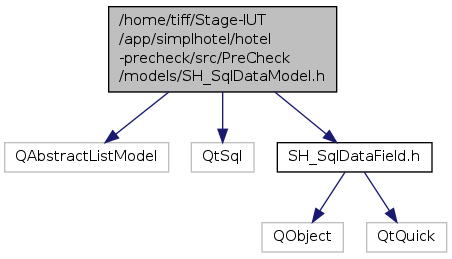 /home/tiff/Stage-IUT
/app/simplhotel/hotel
-precheck/src/PreCheck
/models/SH_SqlDataModel.h
QAbstractListModel
QtSql
SH_SqlDataField.h
QObject
QtQuick